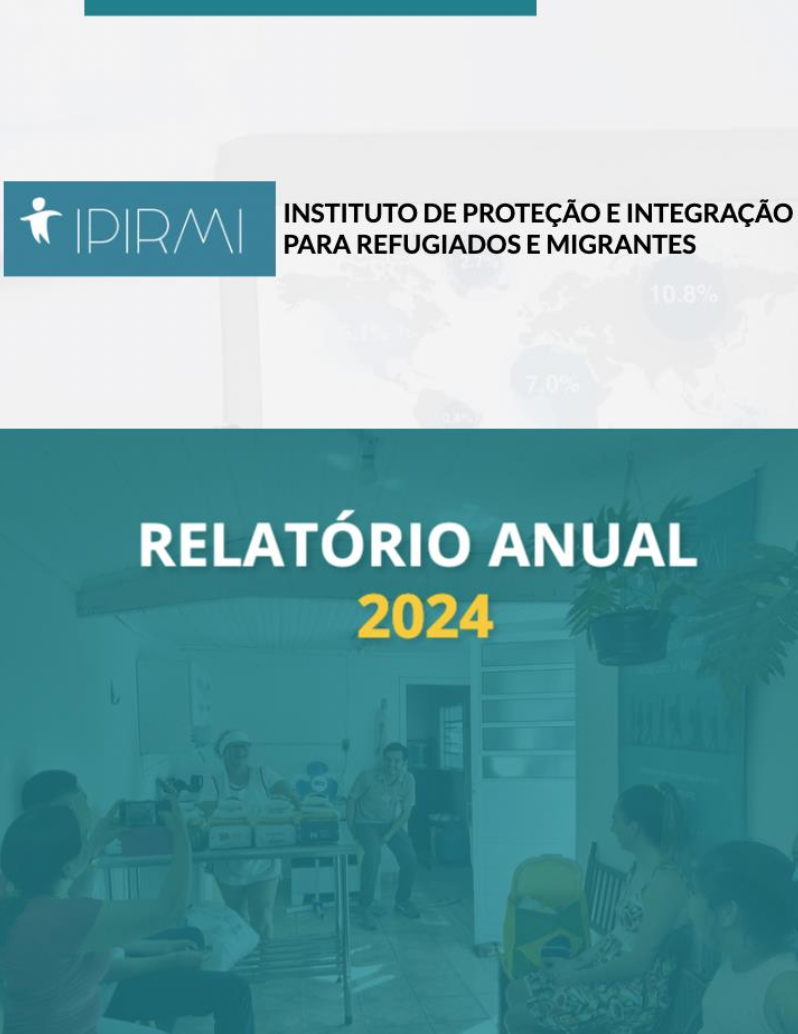 IPIRMI
INSTITUTO DE PROTEÇÃO E INTEGRAÇÃO
PARA REFUGIADOS E MIGRANTES
10.8%
7.0%
RELATÓRIO ANUAL
2024